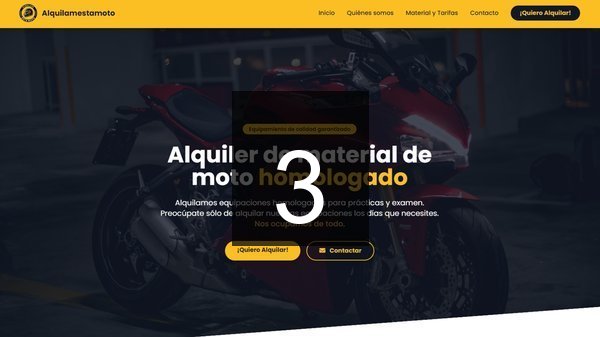 Alquilamestamoto
Inicio
Quiénes somos
Material y Tarifas
Contacto
¡Quiero Alquilar!
Equipamiento de calidad garantizado
Alquiler de material de
moto homologado
3
Alquilamos equipaciones homologadas para prácticas y examen.
Preocúpate sólo de alquilar nuestras equipaciones los días que necesites.
Nos ocupamos de todo.
¡Quiero Alquilar!
Contactar